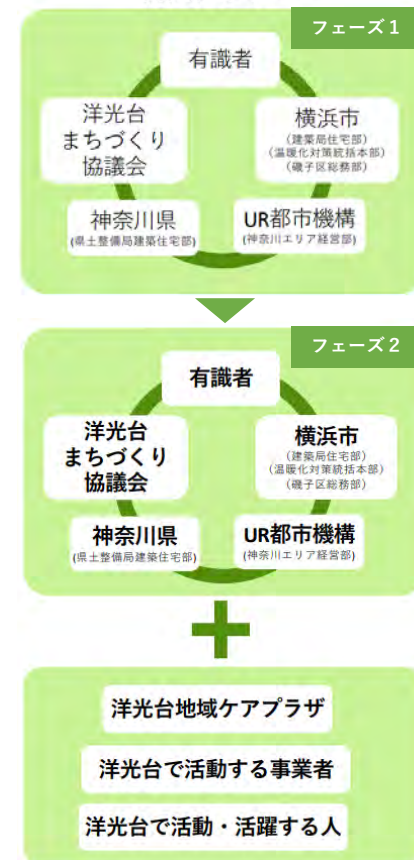 フェーズ1
有識者
洋光台
まちづくり
協議会
横浜市
(建築局住宅部)
(温暖化対策統括本部)
(磯子区総務部)
神奈川県
(県土整備局建築住宅部)
UR都市機構
(神奈川エリア経営部)
フェーズ2
有識者
洋光台
まちづくり
協議会
横浜市
(建築局住宅部)
(温暖化対策統括本部)
(磯子区総務部)
神奈川県
(県土整備局建築住宅部)
UR都市機構
(神奈川エリア経営部)
洋光台地域ケアプラザ
洋光台で活動する事業者
洋光台で活動・活躍する人